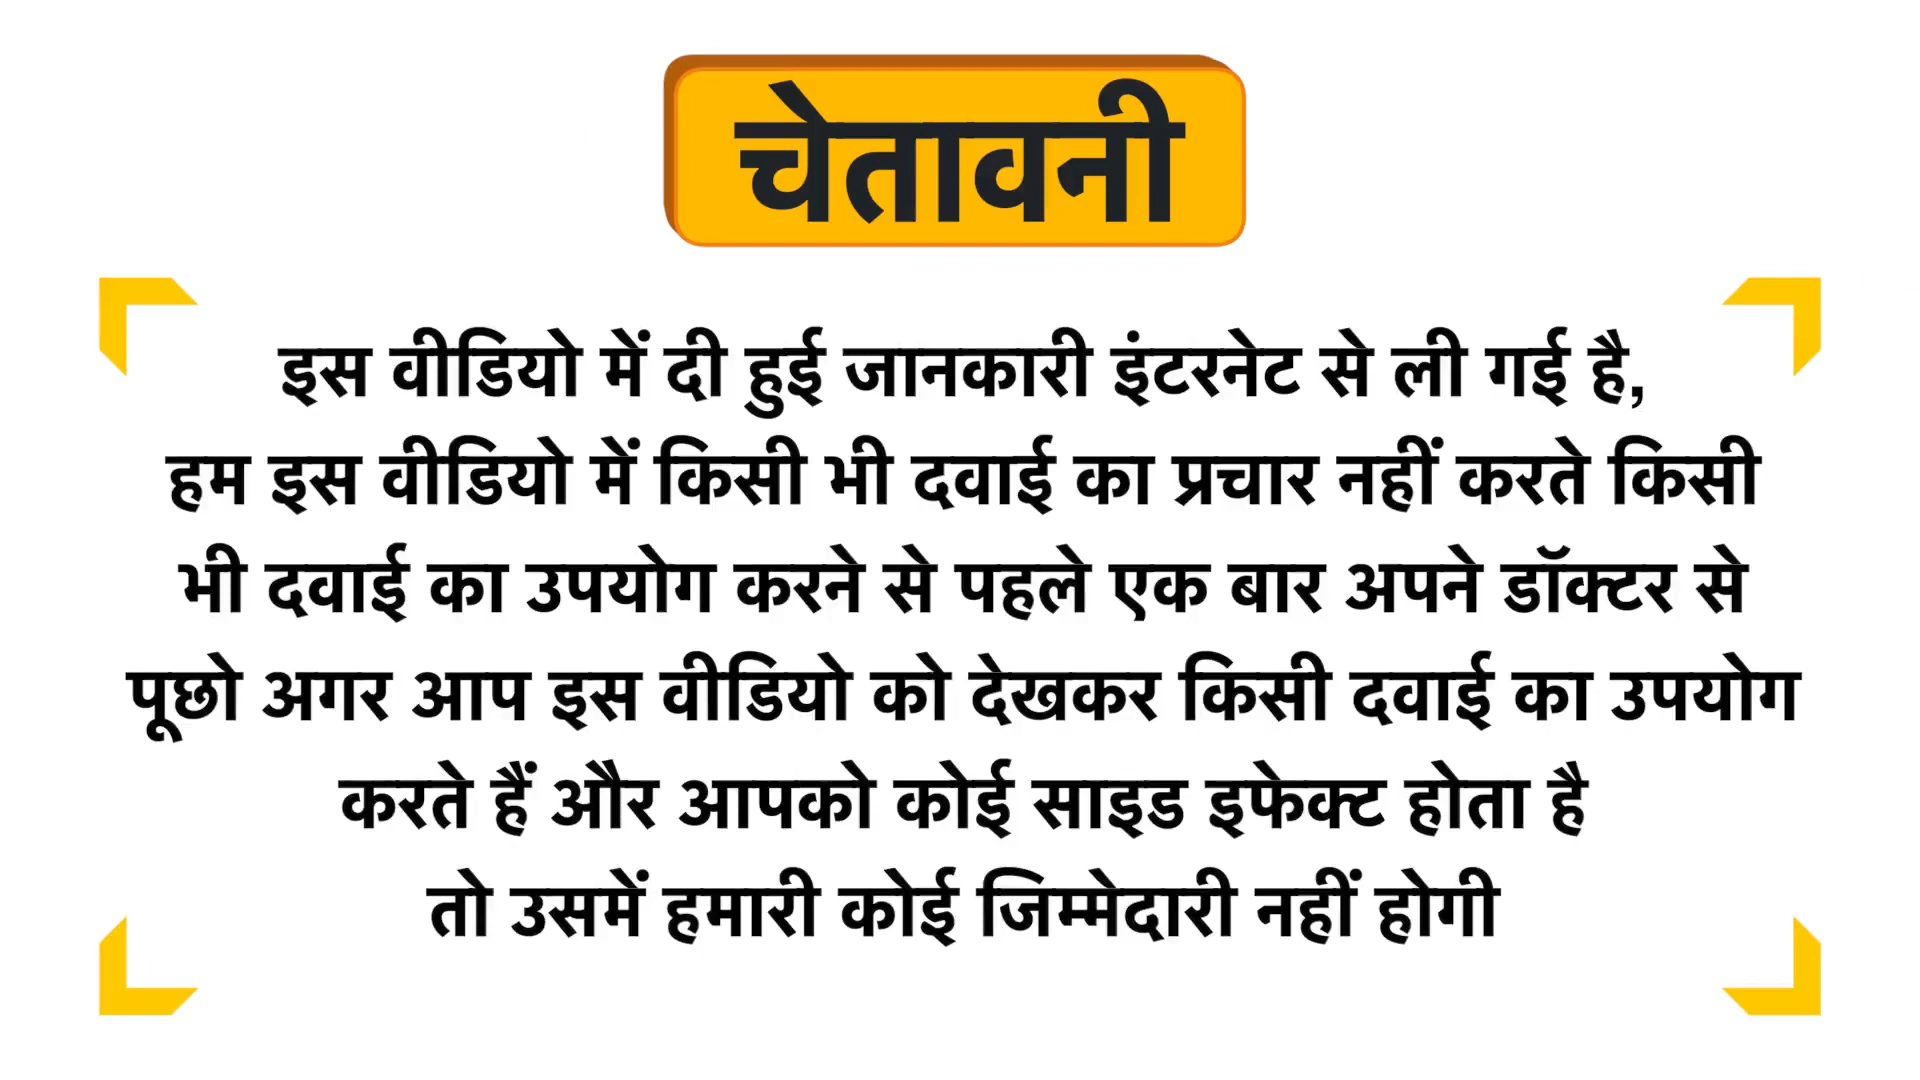 चेतावनी
इस वीडियो में दी हुई जानकारी इंटरनेट से ली गई है,
हम इस वीडियो में किसी भी दवाई का प्रचार नहीं करते किसी
भी दवाई का उपयोग करने से पहले एक बार अपने डॉक्टर से
पूछो अगर आप इस वीडियो को देखकर किसी दवाई का उपयोग
करते हैं और आपको कोई साइड इफेक्ट होता है
तो उसमें हमारी कोई जिम्मेदारी नहीं होगी